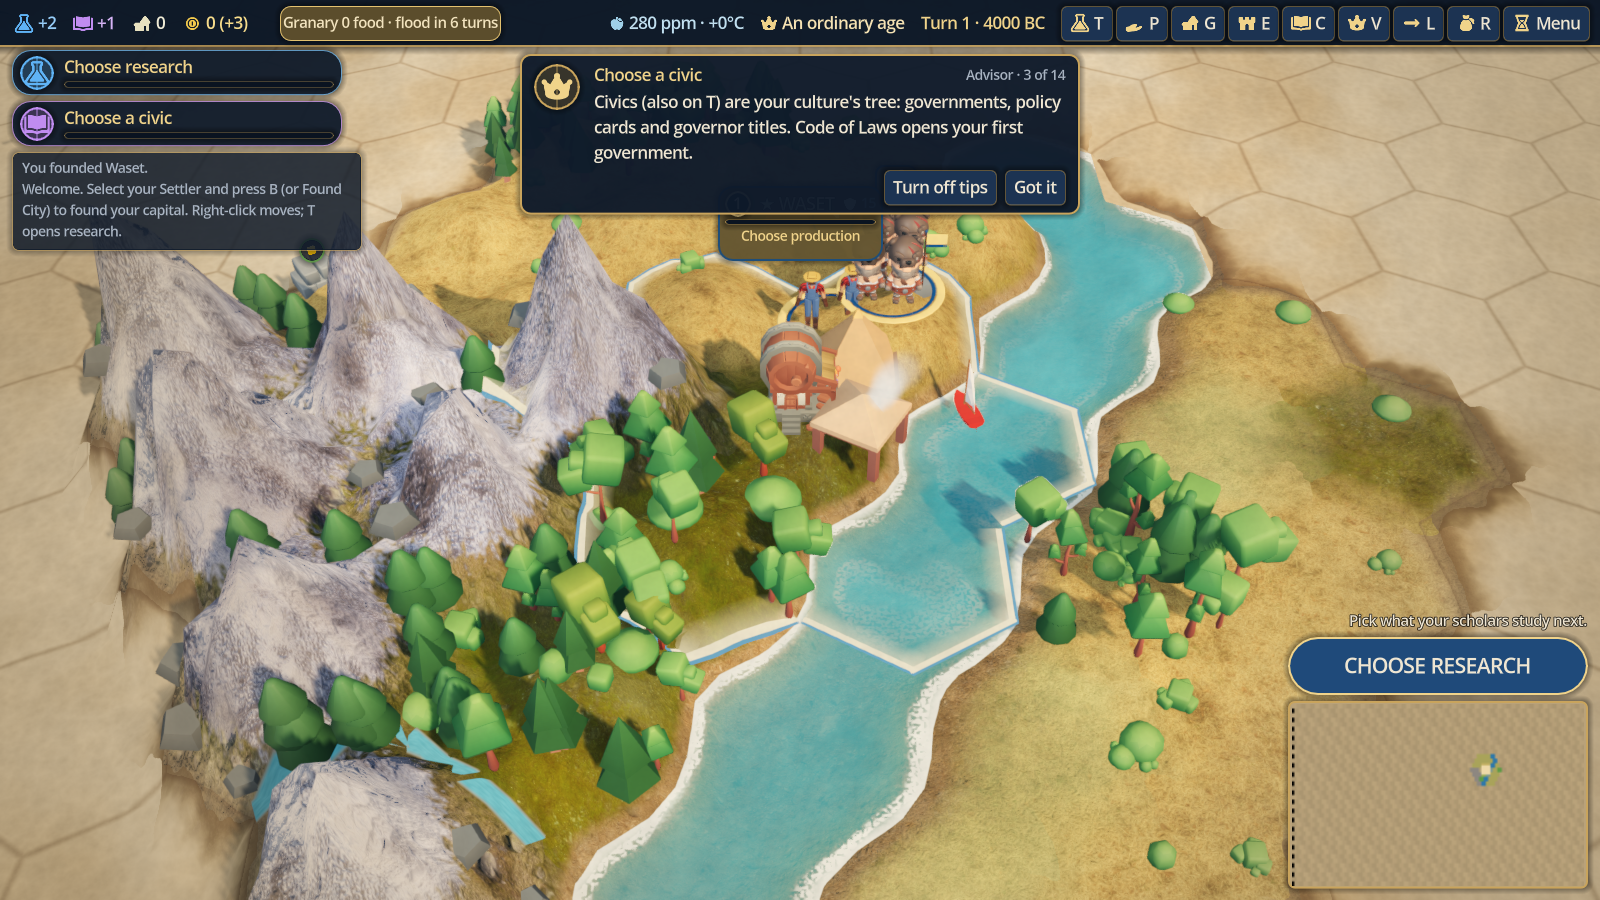 +2
+1
0
0 (+3)
Granary 0 food · flood in 6 turns
280 ppm · +0°C
An ordinary age
Turn 1 · 4000 BC
T
P
G
E
C
V
L
R
Menu
Choose research
Choose a civic
You founded Waset.
Welcome. Select your Settler and press B (or Found
City) to found your capital. Right-click moves; T
opens research.
Choose a civic
Advisor · 3 of 14
Civics (also on T) are your culture's tree: governments, policy
cards and governor titles. Code of Laws opens your first
government.
Turn off tips
Got it
1 ★ WASET
Choose production
Pick what your scholars study next.
CHOOSE RESEARCH